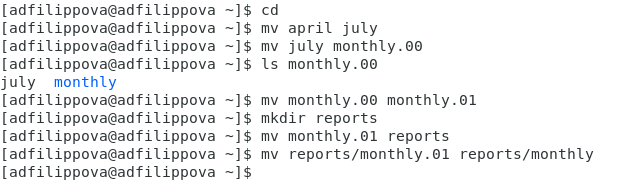 [adfilippova@adfilippova ~]$ cd
[adfilippova@adfilippova ~]$ mv april july
[adfilippova@adfilippova ~]$ mv july monthly.00
[adfilippova@adfilippova ~]$ ls monthly.00
july  monthly
[adfilippova@adfilippova ~]$ mv monthly.00 monthly.01
[adfilippova@adfilippova ~]$ mkdir reports
[adfilippova@adfilippova ~]$ mv monthly.01 reports
[adfilippova@adfilippova ~]$ mv reports/monthly.01 reports/monthly
[adfilippova@adfilippova ~]$